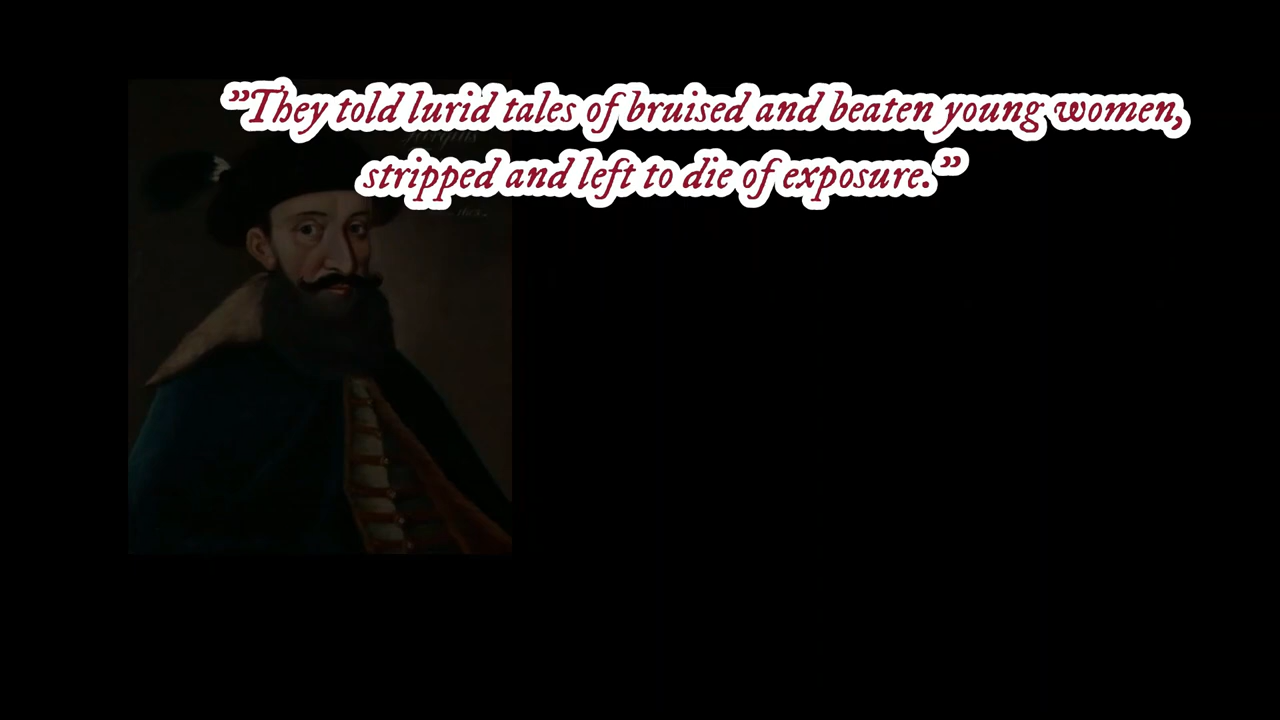 ”They told lurid tales of bruised and beaten young women,
stripped and left to die of exposure.”